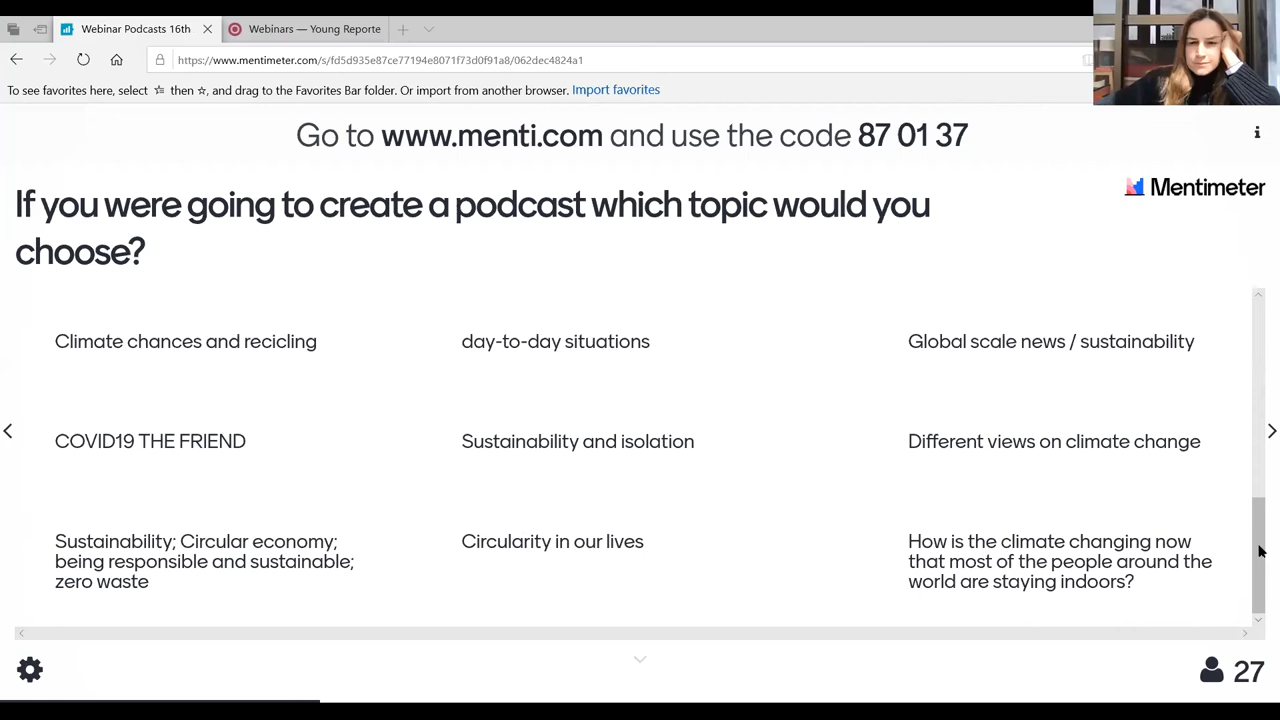 Webinar Podcasts 16th
Webinars — Young Reporte
https://www.mentimeter.com/s/fd5d935e87ce77194e8071f73d0f91a8/062dec4824a1
To see favorites here, select ☆ then ☆, and drag to the Favorites Bar folder. Or import from another browser. Import favorites
Go to www.menti.com and use the code 87 01 37
Mentimeter
If you were going to create a podcast which topic would you
choose?
Climate chances and recicling
day-to-day situations
Global scale news / sustainability
COVID19 THE FRIEND
Sustainability and isolation
Different views on climate change
Sustainability; Circular economy;
being responsible and sustainable;
zero waste
Circularity in our lives
How is the climate changing now
that most of the people around the
world are staying indoors?
27